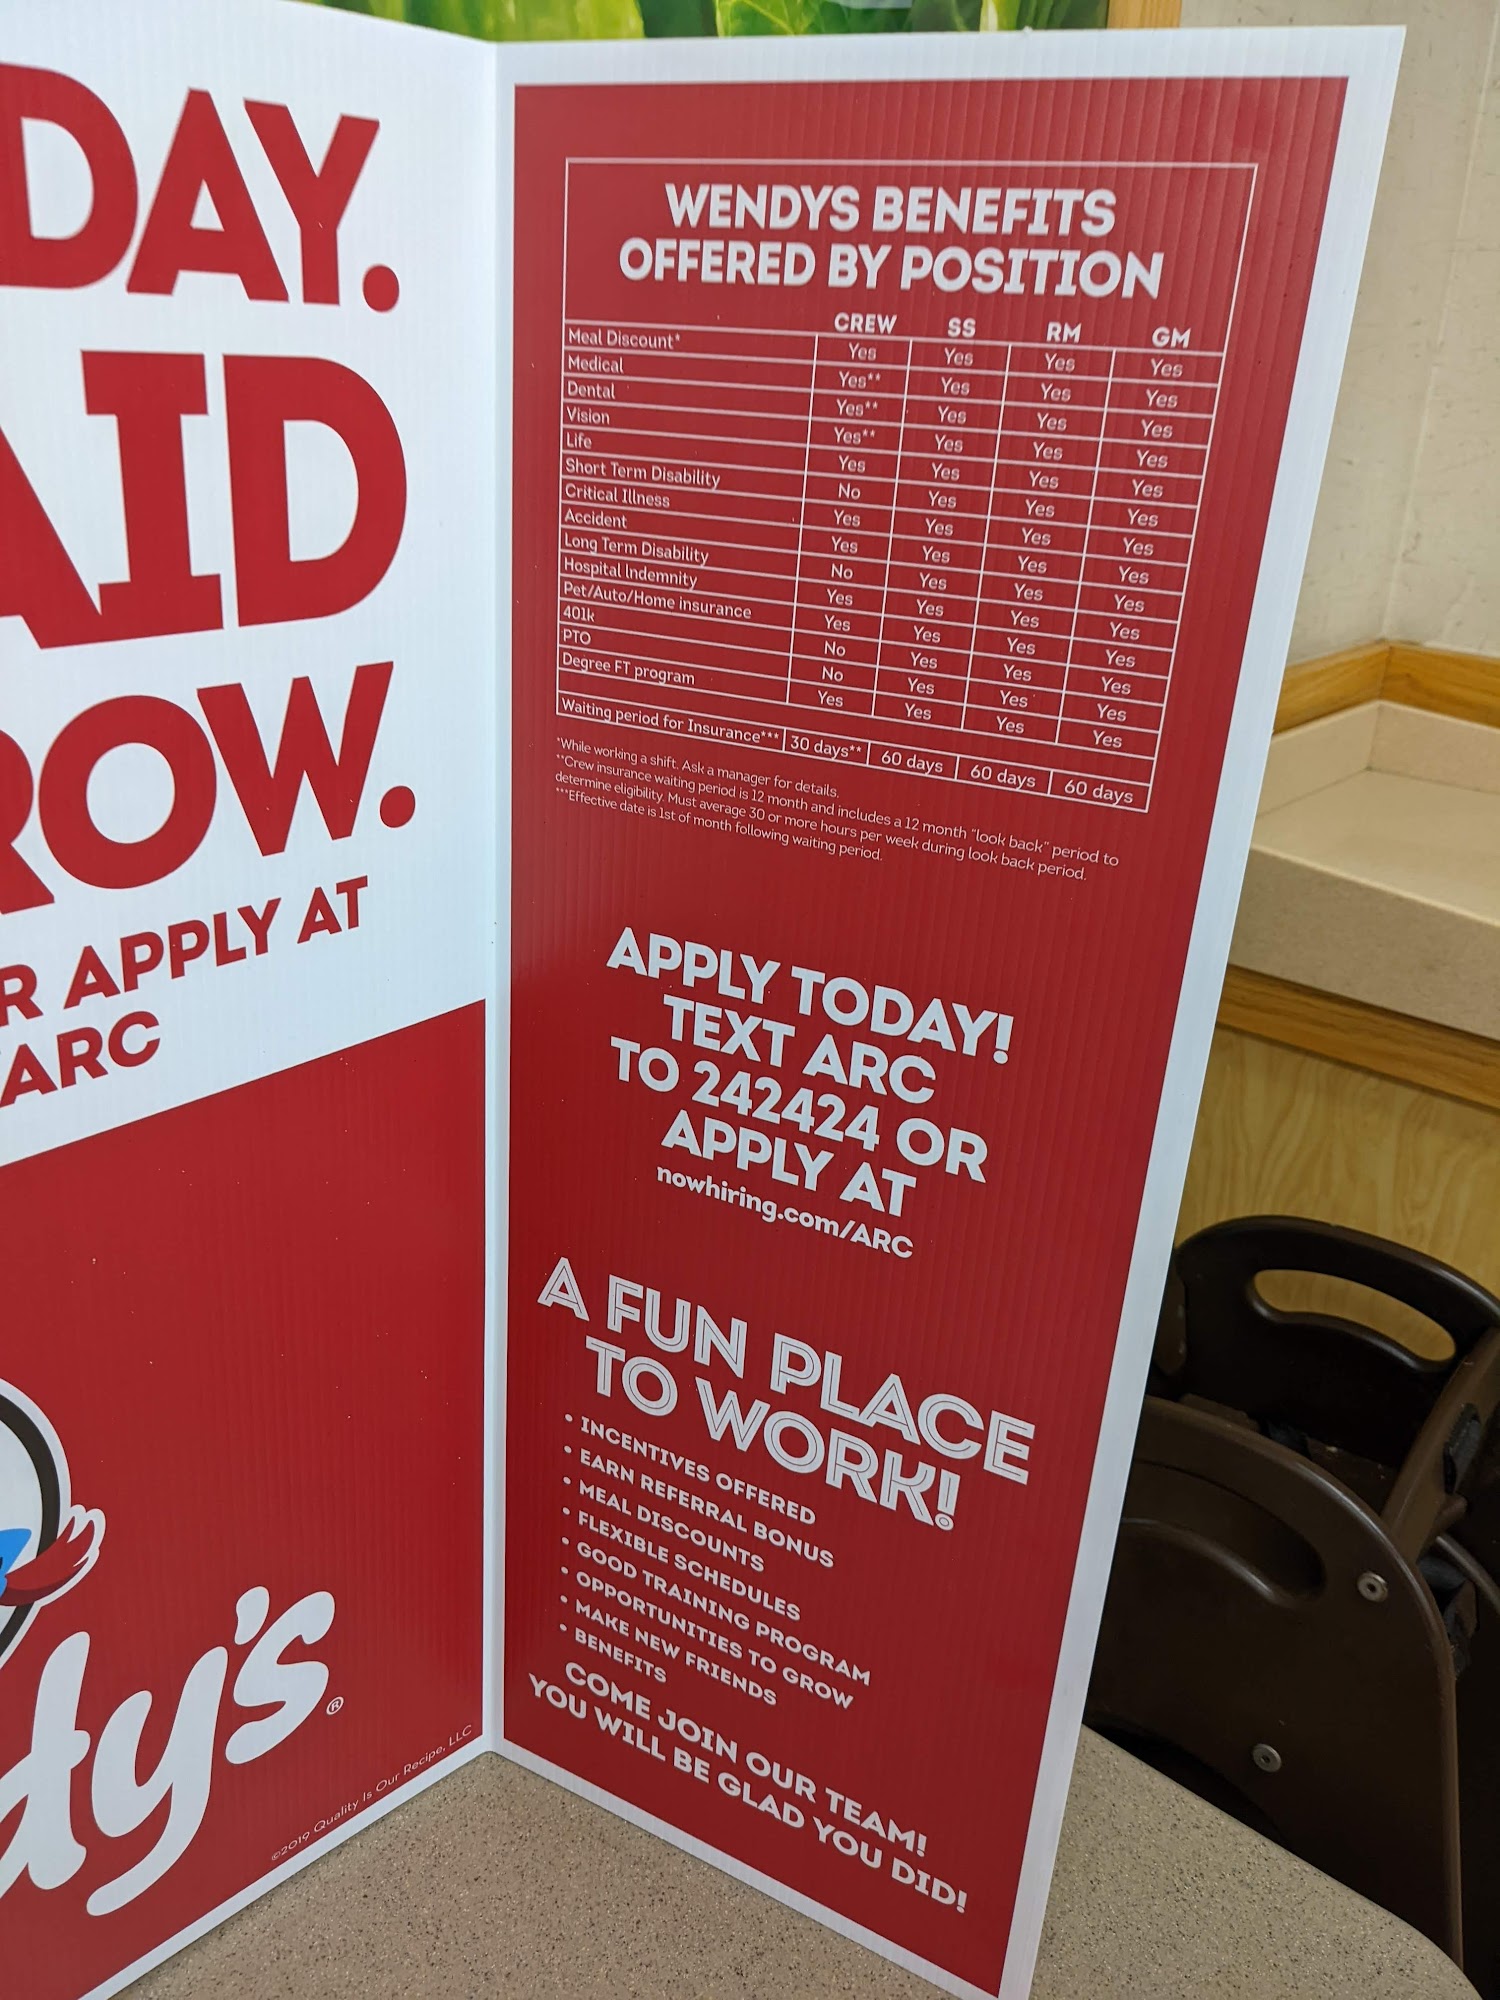 DAY.
AID
ROW.
R APPLY AT
ARC
dy's®
©2019 Quality Is Our Recipe, LLC
WENDYS BENEFITS
OFFERED BY POSITION
CREW SS RM GM
Meal Discount* Yes Yes Yes Yes
Medical Yes** Yes Yes Yes
Dental Yes** Yes Yes Yes
Vision Yes** Yes Yes Yes
Life Yes Yes Yes Yes
Short Term Disability No Yes Yes Yes
Critical Illness Yes Yes Yes Yes
Accident Yes Yes Yes Yes
Long Term Disability No Yes Yes Yes
Hospital Indemnity Yes Yes Yes Yes
Pet/Auto/Home insurance Yes Yes Yes Yes
401k No Yes Yes Yes
PTO No Yes Yes Yes
Degree FT program Yes Yes Yes Yes
Waiting period for Insurance*** 30 days** 60 days 60 days 60 days
*While working a shift. Ask a manager for details.
**Crew insurance waiting period is 12 month and includes a 12 month "look back" period to
determine eligibility. Must average 30 or more hours per week during look back period.
***Effective date is 1st of month following waiting period.
APPLY TODAY!
TEXT ARC
TO 242424 OR
APPLY AT
nowhiring.com/ARC
A FUN PLACE
TO WORK!
• INCENTIVES OFFERED
• EARN REFERRAL BONUS
• MEAL DISCOUNTS
• FLEXIBLE SCHEDULES
• GOOD TRAINING PROGRAM
• OPPORTUNITIES TO GROW
• MAKE NEW FRIENDS
• BENEFITS
COME JOIN OUR TEAM!
YOU WILL BE GLAD YOU DID!